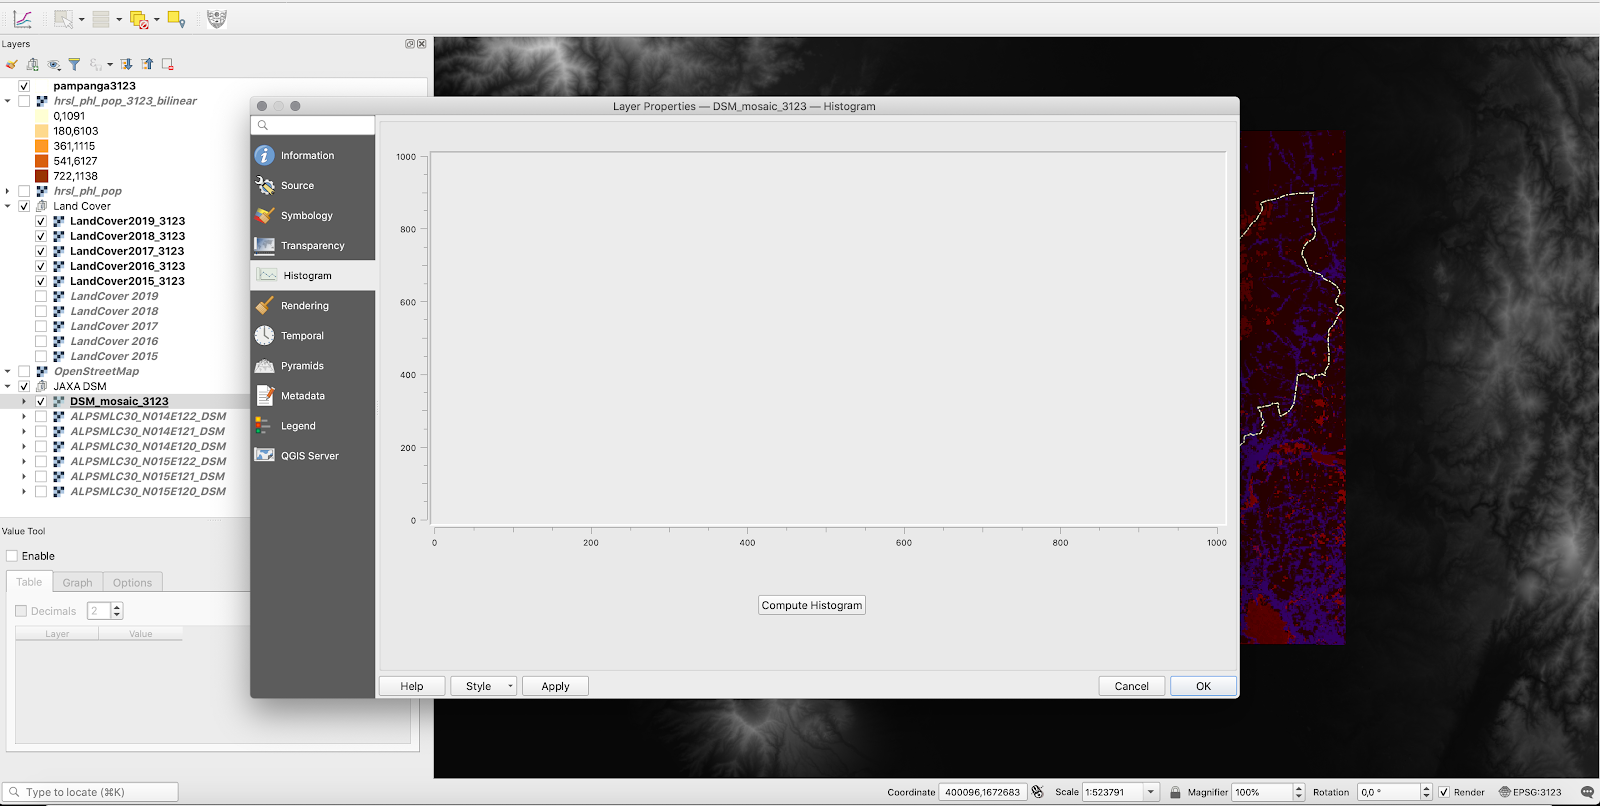 Layers
pampanga3123
hrsl_phl_pop_3123_bilinear
0,1091
180,6103
361,1115
541,6127
722,1138
hrsl_phl_pop
Land Cover
LandCover2019_3123
LandCover2018_3123
LandCover2017_3123
LandCover2016_3123
LandCover2015_3123
LandCover 2019
LandCover 2018
LandCover 2017
LandCover 2016
LandCover 2015
OpenStreetMap
JAXA DSM
DSM_mosaic_3123
ALPSMLC30_N014E122_DSM
ALPSMLC30_N014E121_DSM
ALPSMLC30_N014E120_DSM
ALPSMLC30_N015E122_DSM
ALPSMLC30_N015E121_DSM
ALPSMLC30_N015E120_DSM
Value Tool
Enable
Table Graph Options
Decimals 2
Layer Value
Layer Properties — DSM_mosaic_3123 — Histogram
Information
Source
Symbology
Transparency
Histogram
Rendering
Temporal
Pyramids
Metadata
Legend
QGIS Server
1000
800
600
400
200
0
0 200 400 600 800 1000
Compute Histogram
Help Style Apply Cancel OK
Type to locate (⌘K) Coordinate 400096,1672683 Scale 1:523791 Magnifier 100% Rotation 0,0 ° Render EPSG:3123